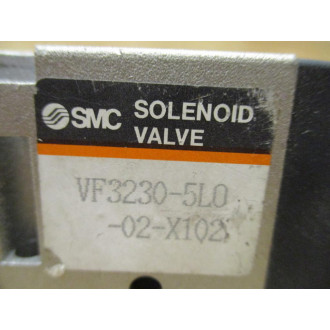 SMC SOLENOID
VALVE
VF3230-5L0
-02-X102